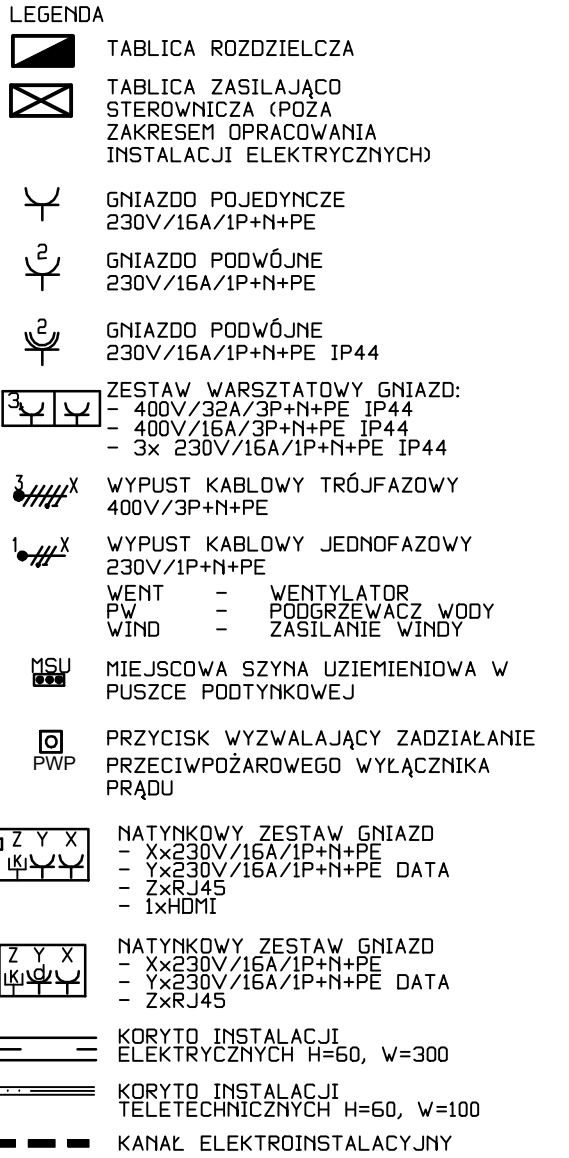 LEGENDA
TABLICA ROZDZIELCZA
TABLICA ZASILAJĄCO
STEROWNICZA (POZA
ZAKRESEM OPRACOWANIA
INSTALACJI ELEKTRYCZNYCH)
GNIAZDO POJEDYNCZE
230V/16A/1P+N+PE
2
GNIAZDO PODWÓJNE
230V/16A/1P+N+PE
2
GNIAZDO PODWÓJNE
230V/16A/1P+N+PE IP44
3
ZESTAW WARSZTATOWY GNIAZD:
- 400V/32A/3P+N+PE IP44
- 400V/16A/3P+N+PE IP44
- 3x 230V/16A/1P+N+PE IP44
3 X
WYPUST KABLOWY TRÓJFAZOWY
400V/3P+N+PE
1 X
WYPUST KABLOWY JEDNOFAZOWY
230V/1P+N+PE
WENT - WENTYLATOR
PW - PODGRZEWACZ WODY
WIND - ZASILANIE WINDY
MSU
MIEJSCOWA SZYNA UZIEMIENIOWA W
PUSZCE PODTYNKOWEJ
PWP
PRZYCISK WYZWALAJĄCY ZADZIAŁANIE
PRZECIWPOŻAROWEGO WYŁĄCZNIKA
PRĄDU
Z Y X
K
NATYNKOWY ZESTAW GNIAZD
- Xx230V/16A/1P+N+PE
- Yx230V/16A/1P+N+PE DATA
- ZxRJ45
- 1xHDMI
Z Y X
K d
NATYNKOWY ZESTAW GNIAZD
- Xx230V/16A/1P+N+PE
- Yx230V/16A/1P+N+PE DATA
- ZxRJ45
KORYTO INSTALACJI
ELEKTRYCZNYCH H=60, W=300
KORYTO INSTALACJI
TELETECHNICZNYCH H=60, W=100
KANAŁ ELEKTROINSTALACYJNY